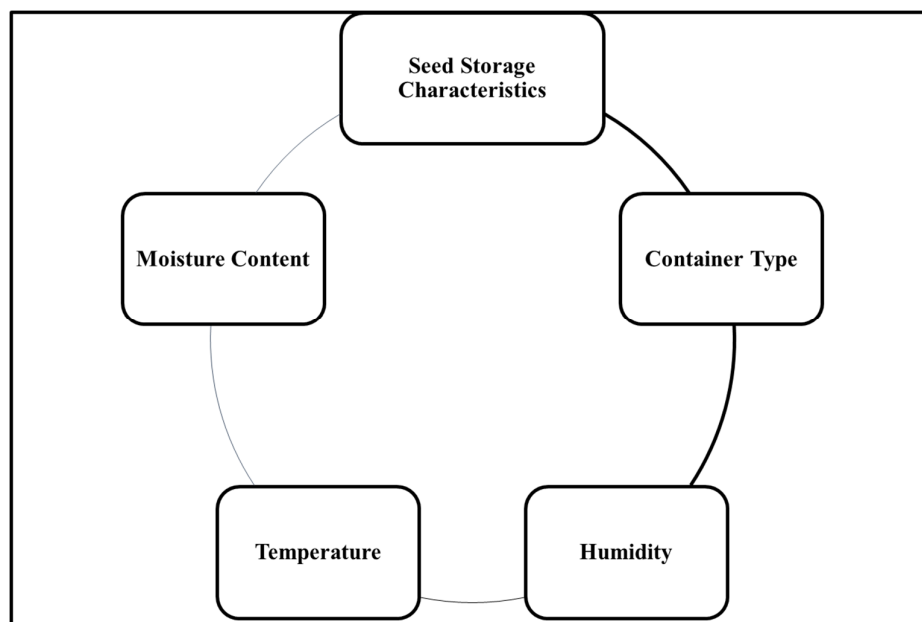 Seed Storage
Characteristics
Moisture Content
Container Type
Temperature
Humidity